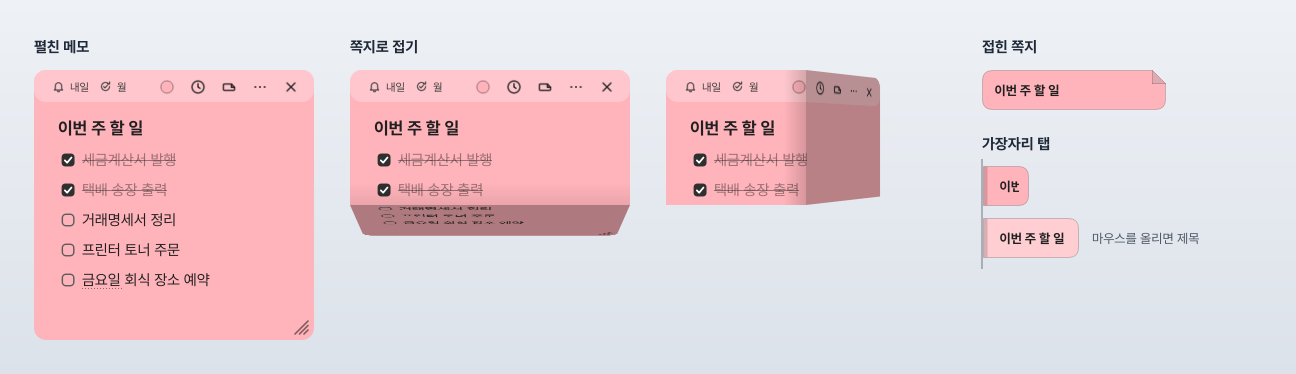 펼친 메모
내일 월
이번 주 할 일
세금계산서 발행
택배 송장 출력
거래명세서 정리
프린터 토너 주문
금요일 회식 장소 예약
쪽지로 접기
내일 월
이번 주 할 일
세금계산서 발행
택배 송장 출력
내일 월
이번 주 할 일
세금계산서 발행
택배 송장 출력
접힌 쪽지
이번 주 할 일
가장자리 탭
이번 주 할 일
마우스를 올리면 제목